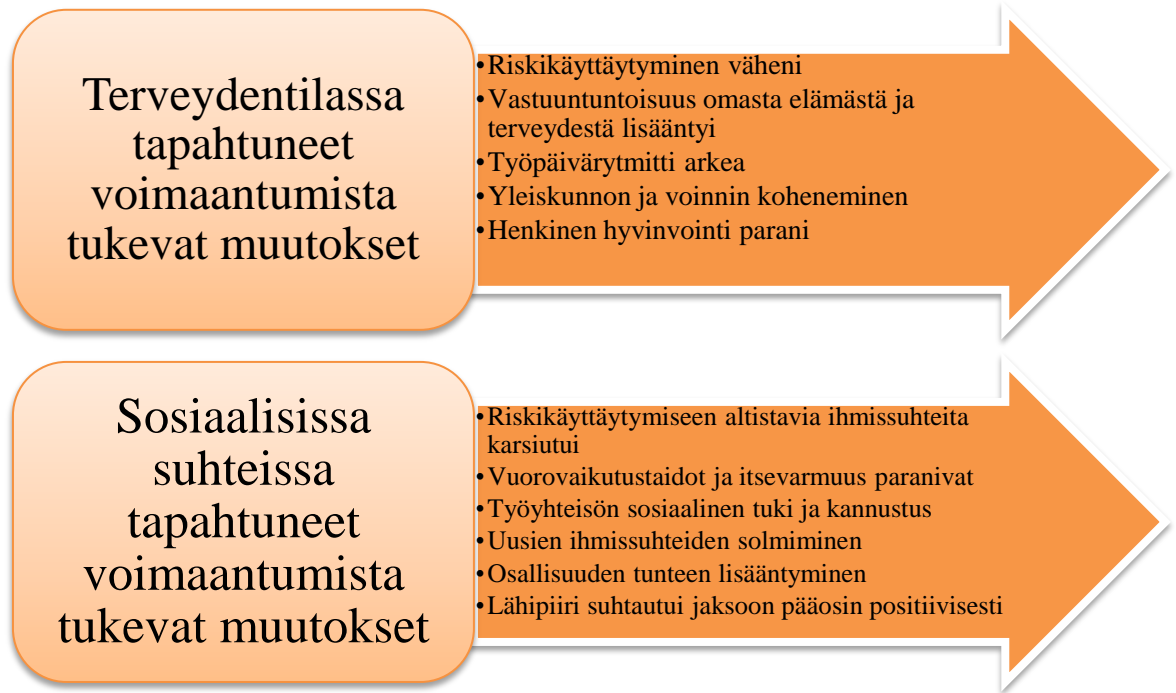 Terveydentilassa
tapahtuneet
voimaantumista
tukevat muutokset
•Riskikäyttäytyminen väheni
•Vastuuntuntoisuus omasta elämästä ja
terveydestä lisääntyi
•Työpäivärytmitti arkea
•Yleiskunnon ja voinnin koheneminen
•Henkinen hyvinvointi parani
Sosiaalisissa
suhteissa
tapahtuneet
voimaantumista
tukevat muutokset
•Riskikäyttäytymiseen altistavia ihmissuhteita
karsiutui
•Vuorovaikutustaidot ja itsevarmuus paranivat
•Työyhteisön sosiaalinen tuki ja kannustus
•Uusien ihmissuhteiden solmiminen
•Osallisuuden tunteen lisääntyminen
•Lähipiiri suhtautui jaksoon pääosin positiivisesti